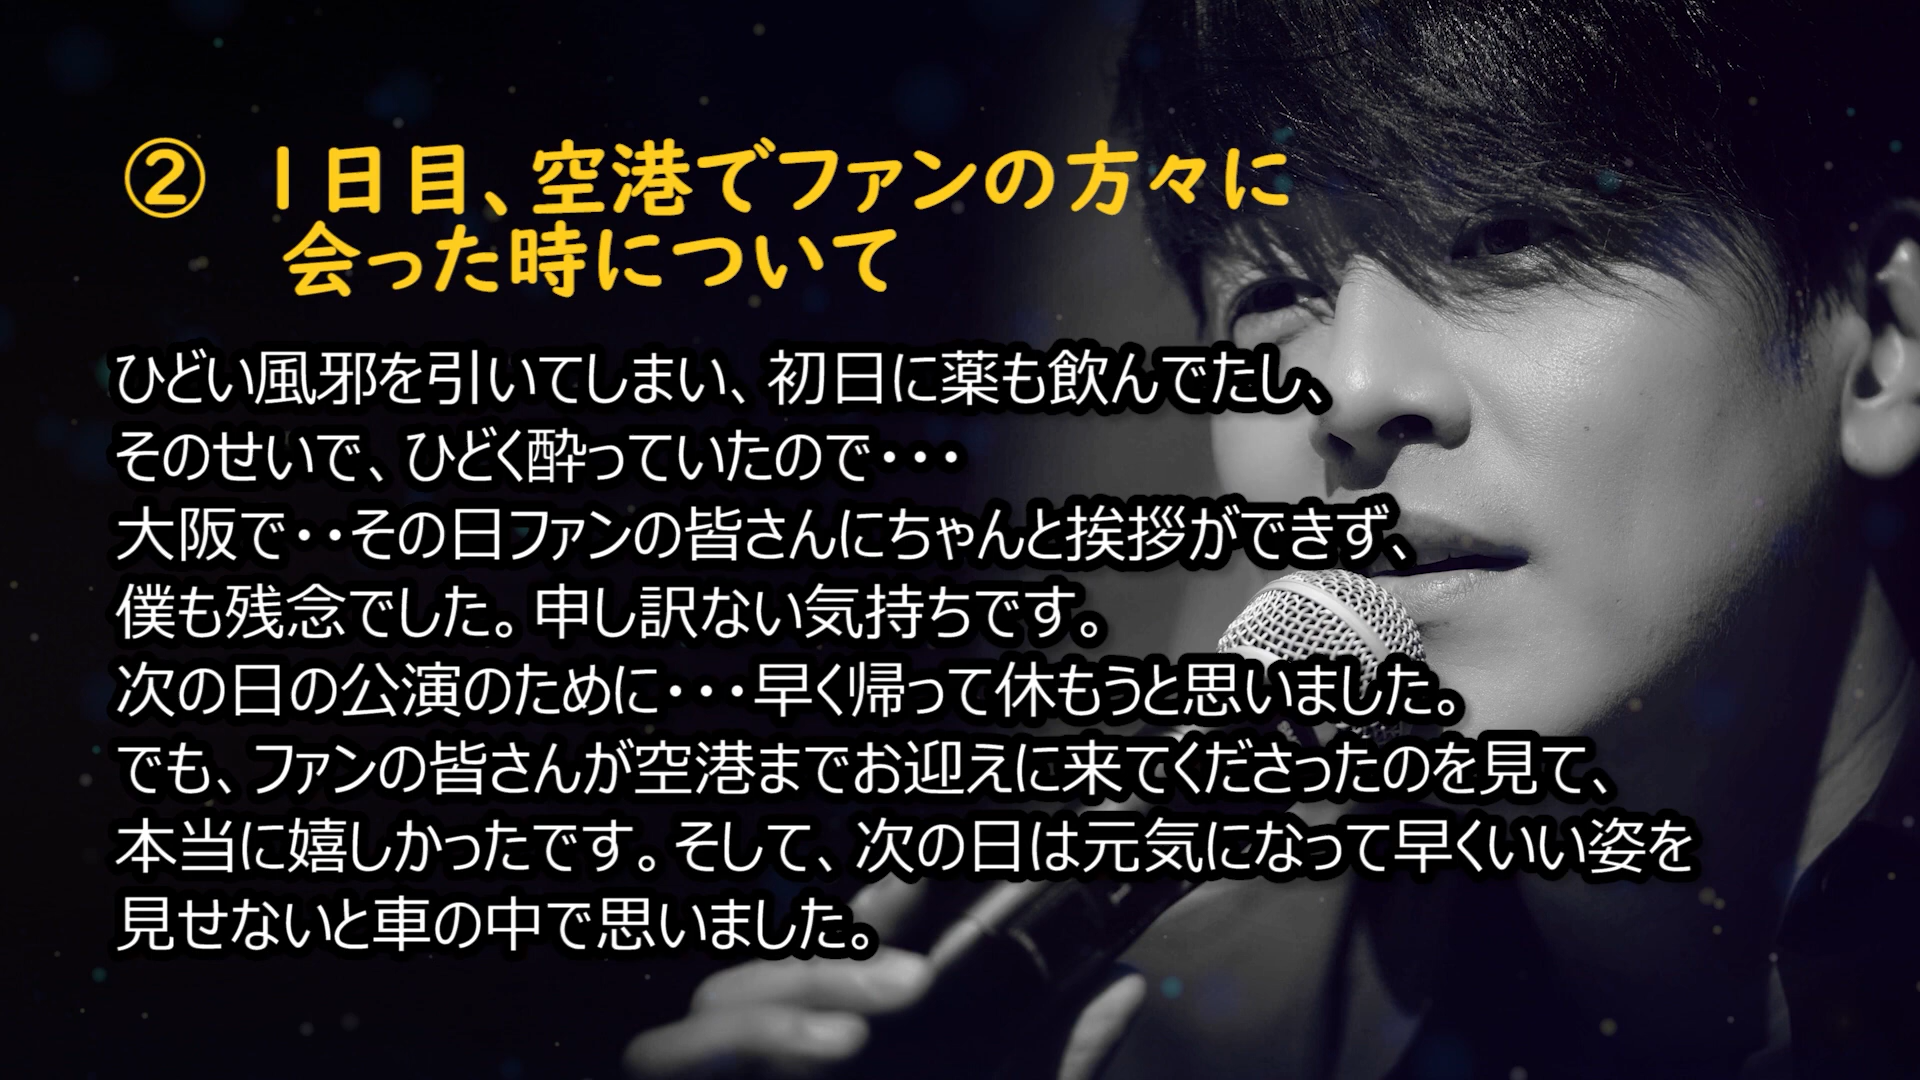 ② 1日目、空港でファンの方々に
会った時について
ひどい風邪を引いてしまい、初日に薬も飲んでたし、
そのせいで、ひどく酔っていたので・・・
大阪で・・その日ファンの皆さんにちゃんと挨拶ができず、
僕も残念でした。申し訳ない気持ちです。
次の日の公演のために・・・早く帰って休もうと思いました。
でも、ファンの皆さんが空港までお迎えに来てくださったのを見て、
本当に嬉しかったです。そして、次の日は元気になって早くいい姿を
見せないと車の中で思いました。